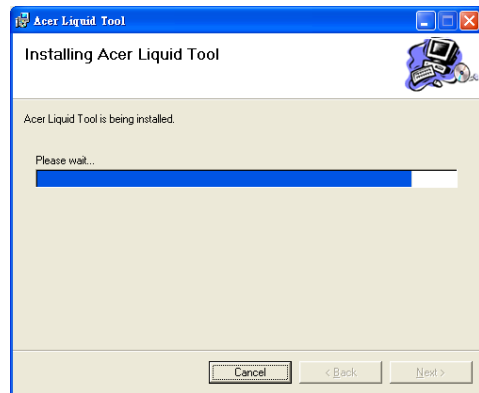 Acer Liquid Tool
Installing Acer Liquid Tool
Acer Liquid Tool is being installed.
Please wait...
Cancel
< Back
Next >